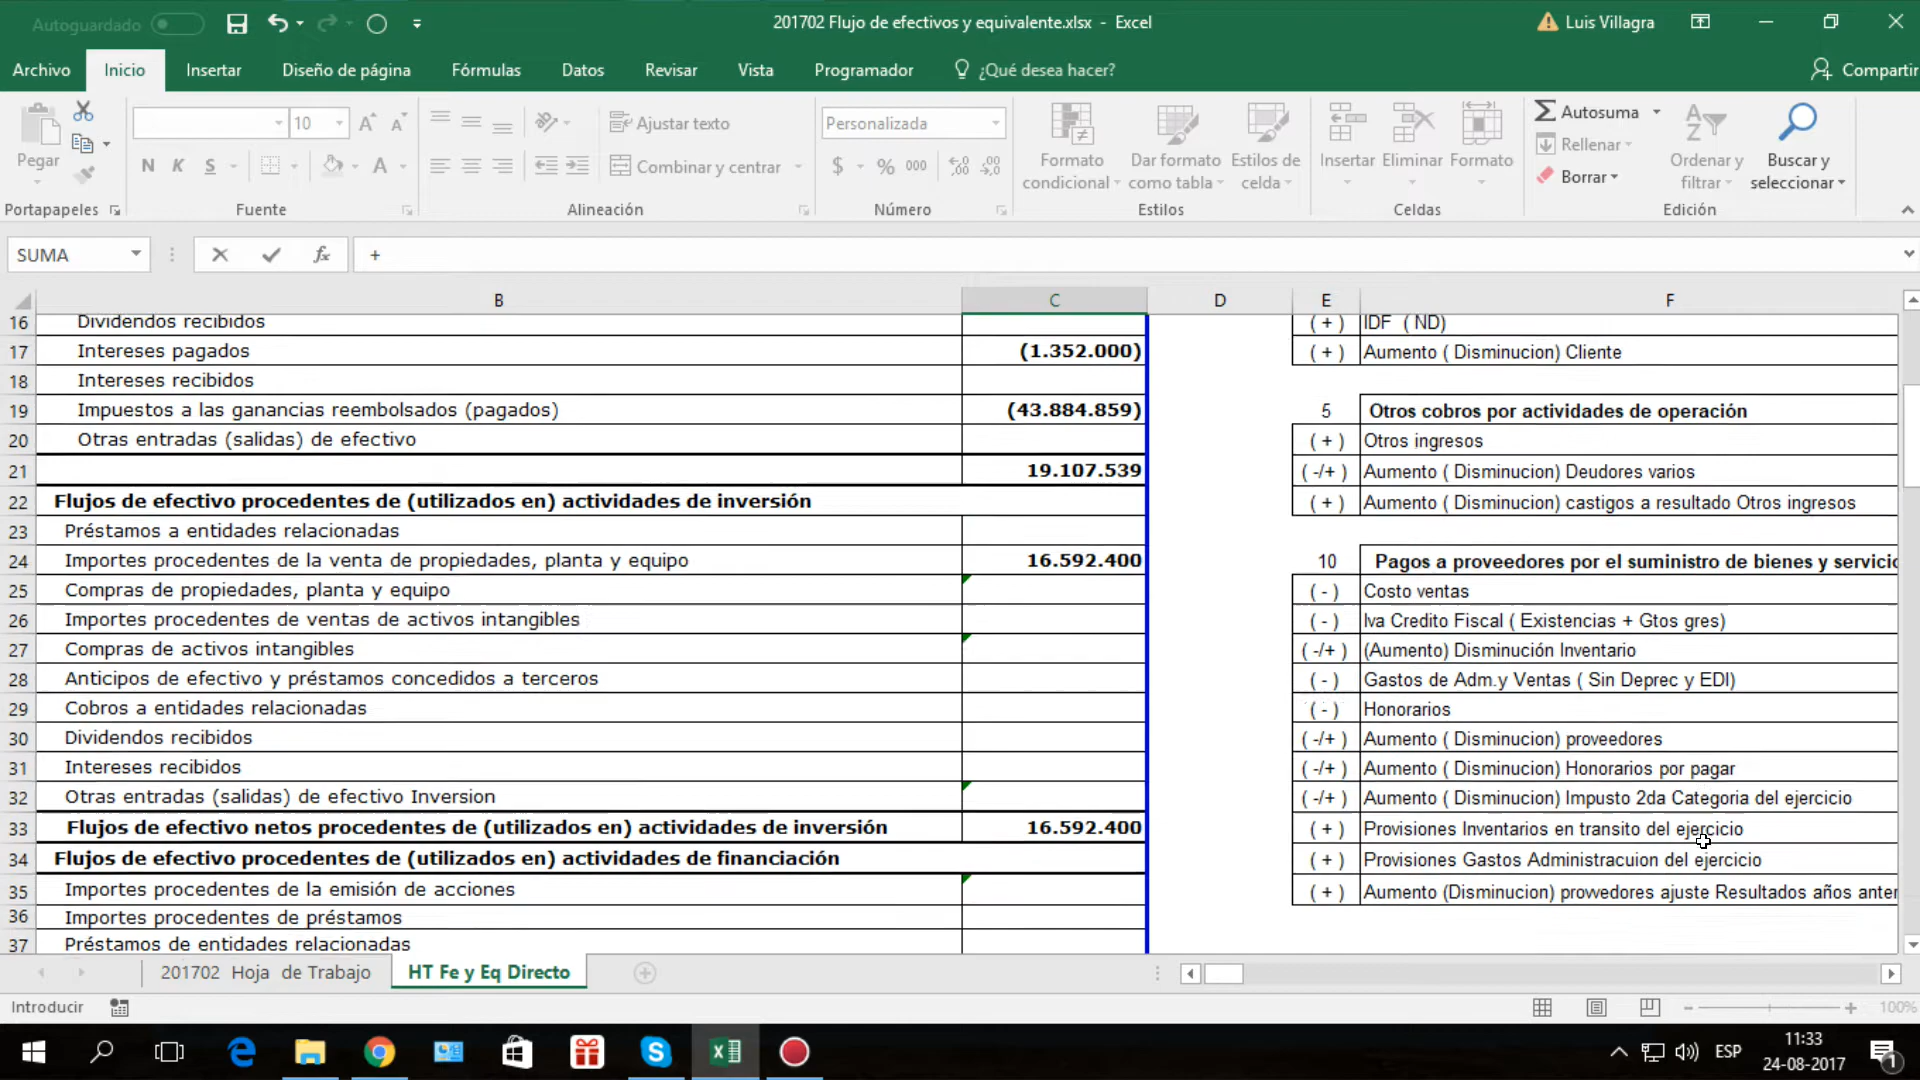 Autoguardado
201702 Flujo de efectivos y equivalente.xlsx - Excel
Luis Villagra
Archivo Inicio Insertar Diseño de página Fórmulas Datos Revisar Vista Programador ¿Qué desea hacer? Compartir
Pegar
10
Ajustar texto
Combinar y centrar
Personalizada
$ % 000
N K S
Formato condicional
Dar formato como tabla
Estilos de celda
Insertar Eliminar Formato
Autosuma
Rellenar
Borrar
Ordenar y filtrar
Buscar y seleccionar
Portapapeles Fuente Alineación Número Estilos Celdas Edición
SUMA fx +
B C D E F
16 Dividendos recibidos ( + ) IDF ( ND)
17 Intereses pagados (1.352.000) ( + ) Aumento ( Disminucion) Cliente
18 Intereses recibidos
19 Impuestos a las ganancias reembolsados (pagados) (43.884.859) 5 Otros cobros por actividades de operación
20 Otras entradas (salidas) de efectivo ( + ) Otros ingresos
21 19.107.539 ( -/+ ) Aumento ( Disminucion) Deudores varios
22 Flujos de efectivo procedentes de (utilizados en) actividades de inversión ( + ) Aumento ( Disminucion) castigos a resultado Otros ingresos
23 Préstamos a entidades relacionadas
24 Importes procedentes de la venta de propiedades, planta y equipo 16.592.400 10 Pagos a proveedores por el suministro de bienes y servicio
25 Compras de propiedades, planta y equipo ( - ) Costo ventas
26 Importes procedentes de ventas de activos intangibles ( - ) Iva Credito Fiscal ( Existencias + Gtos gres)
27 Compras de activos intangibles ( -/+ ) (Aumento) Disminución Inventario
28 Anticipos de efectivo y préstamos concedidos a terceros ( - ) Gastos de Adm.y Ventas ( Sin Deprec y EDI)
29 Cobros a entidades relacionadas ( - ) Honorarios
30 Dividendos recibidos ( -/+ ) Aumento ( Disminucion) proveedores
31 Intereses recibidos ( -/+ ) Aumento ( Disminucion) Honorarios por pagar
32 Otras entradas (salidas) de efectivo Inversion ( -/+ ) Aumento ( Disminucion) Impusto 2da Categoria del ejercicio
33 Flujos de efectivo netos procedentes de (utilizados en) actividades de inversión 16.592.400 ( + ) Provisiones Inventarios en transito del ejercicio
34 Flujos de efectivo procedentes de (utilizados en) actividades de financiación ( + ) Provisiones Gastos Administracuion del ejercicio
35 Importes procedentes de la emisión de acciones ( + ) Aumento (Disminucion) provvedores ajuste Resultados años anter
36 Importes procedentes de préstamos
37 Préstamos de entidades relacionadas
201702 Hoja de Trabajo HT Fe y Eq Directo
Introducir 100%
ESP
11:33
24-08-2017
1